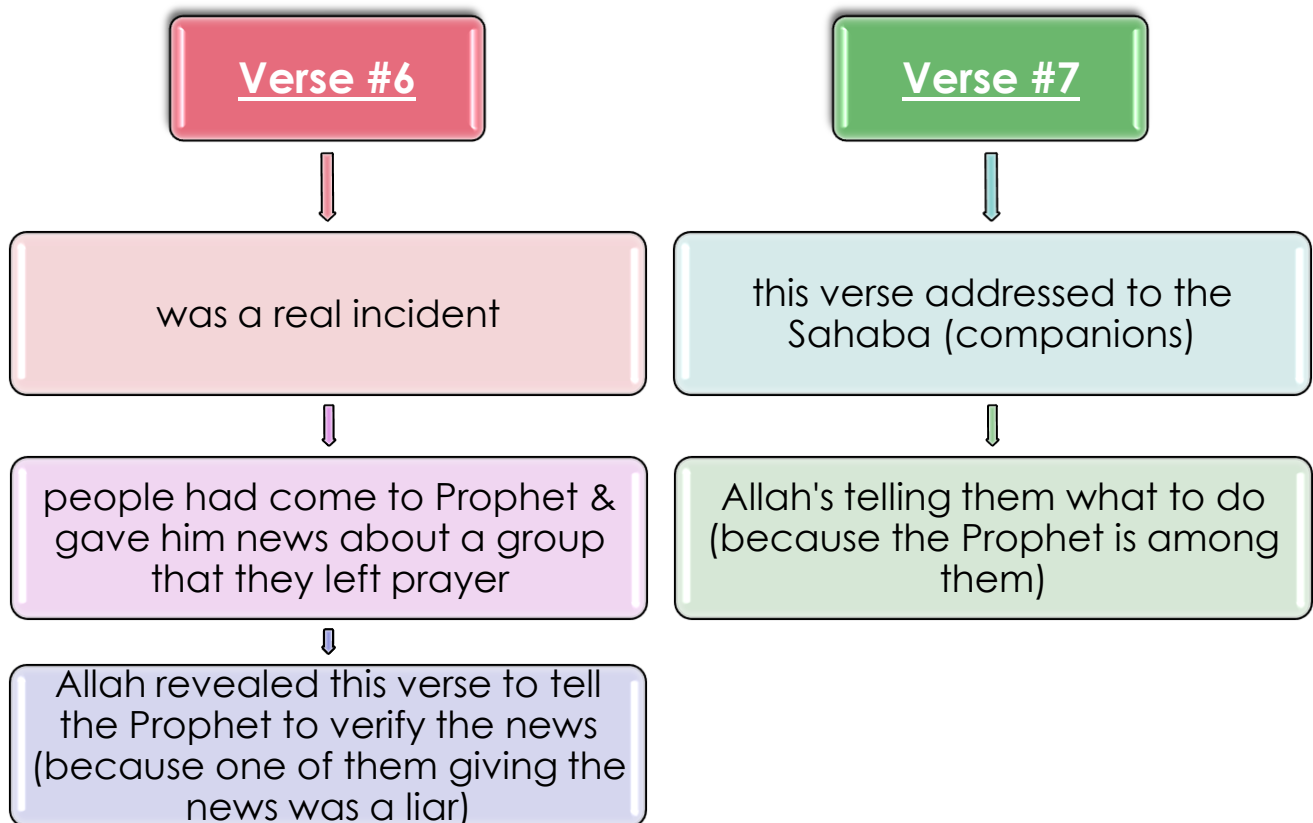 Verse #6
was a real incident
people had come to Prophet &
gave him news about a group
that they left prayer
Allah revealed this verse to tell
the Prophet to verify the news
(because one of them giving the
news was a liar)
Verse #7
this verse addressed to the
Sahaba (companions)
Allah's telling them what to do
(because the Prophet is among
them)